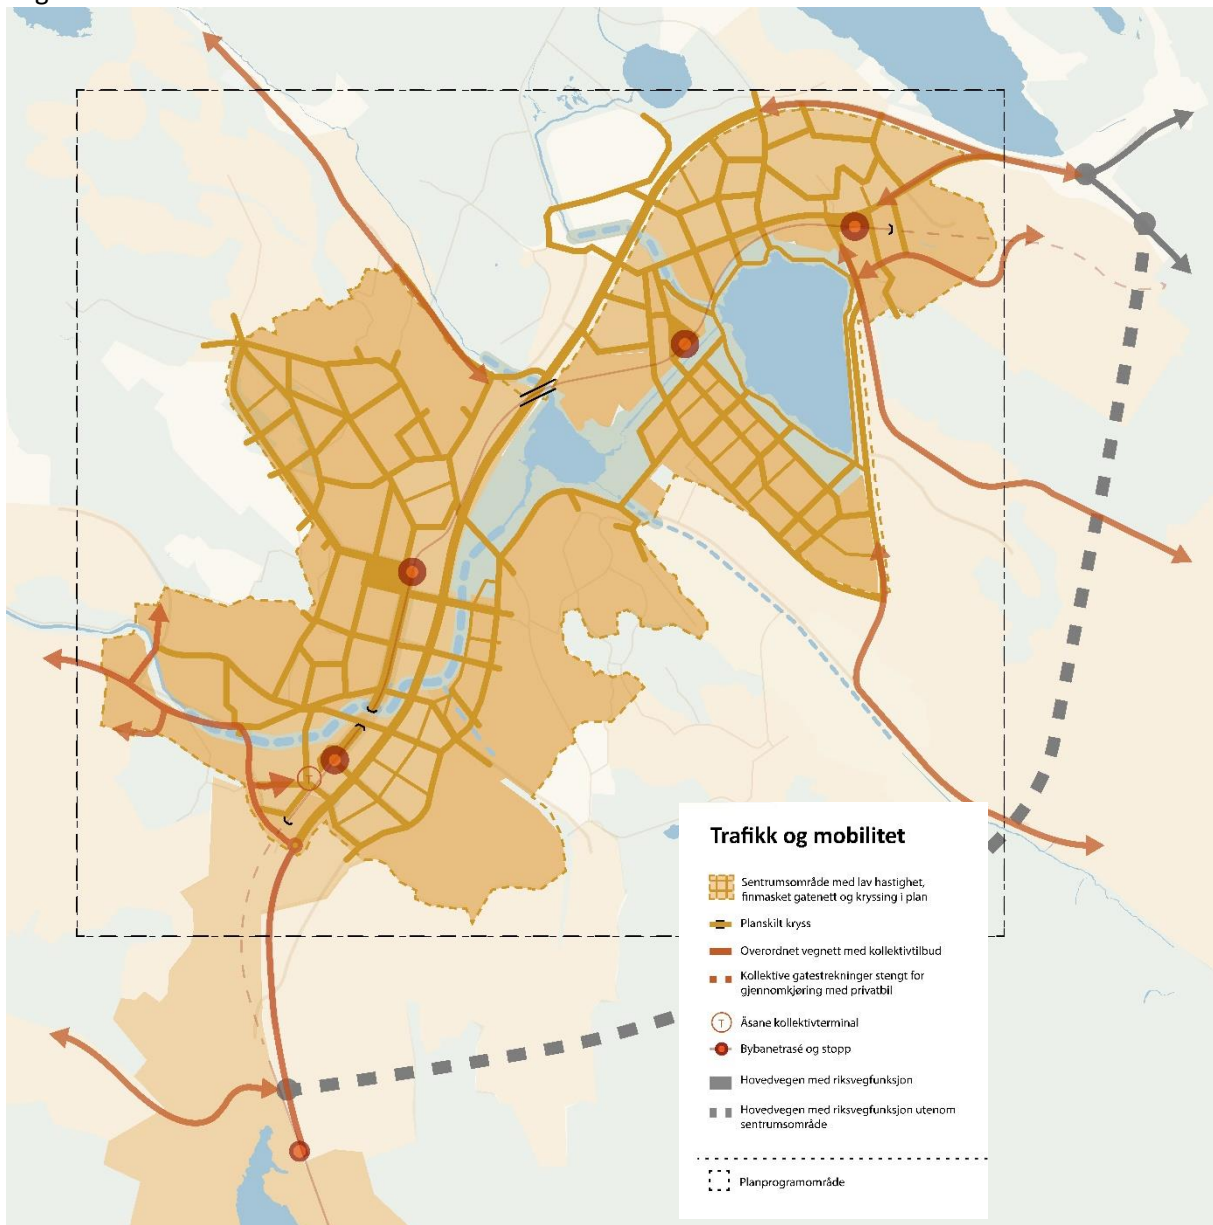 T
Trafikk og mobilitet
Sentrumsområde med lav hastighet,
finmasket gatenett og kryssing i plan
Planskilt kryss
Overordnet vegnett med kollektivtilbud
Kollektive gatestrekninger stengt for
gjennomkjøring med privatbil
T
Åsane kollektivterminal
Bybanetrasé og stopp
Hovedvegen med riksvegfunksjon
Hovedvegen med riksvegfunksjon utenom
sentrumsområde
Planprogramområde